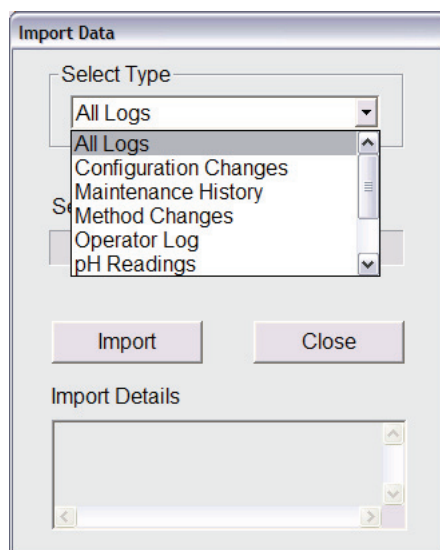 Import Data
Select Type
All Logs
All Logs
Configuration Changes
Maintenance History
Method Changes
Operator Log
pH Readings
Import
Close
Import Details